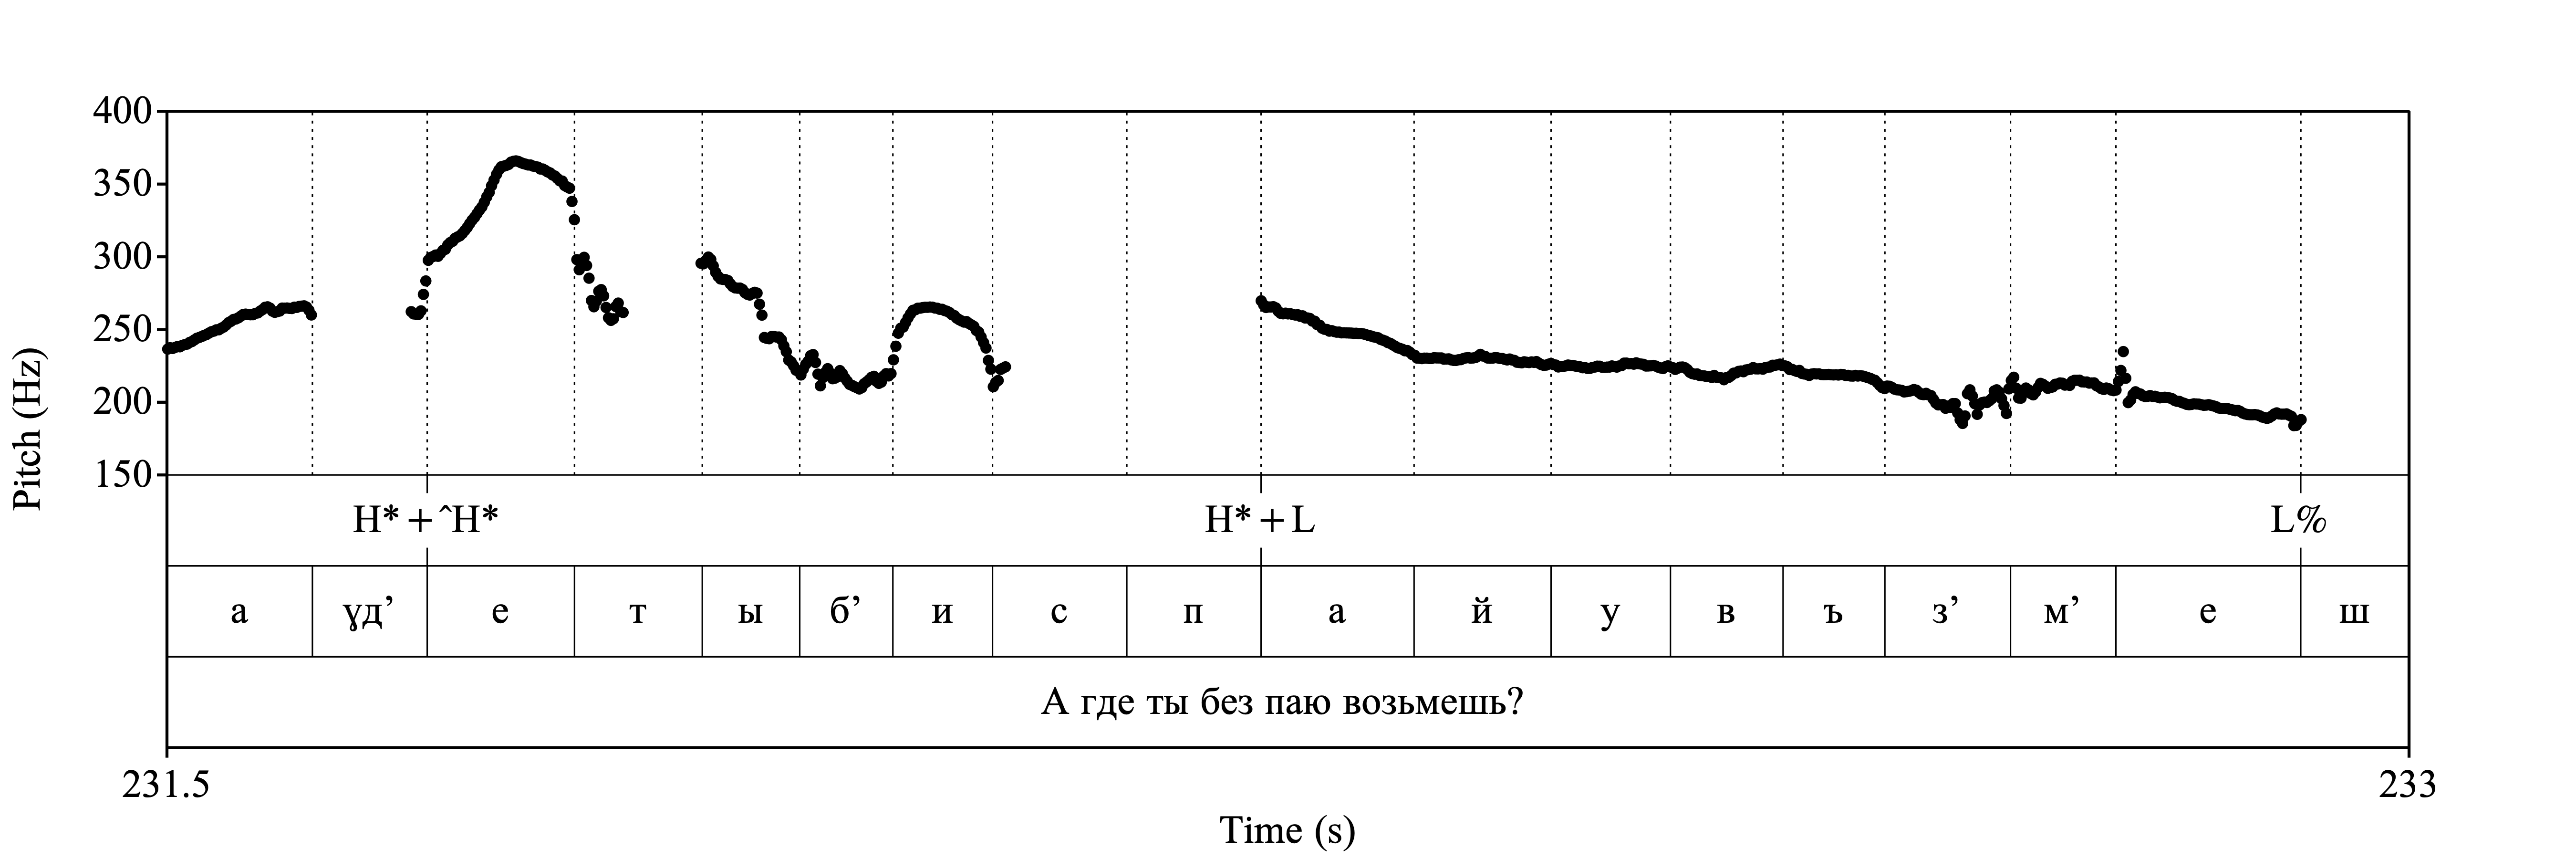 400
350
300
250
200
150
Pitch (Hz)
H* + ^H* H* + L L%
а ɣд’ е т ы б’ и с п а й у в ъ з’ м’ е ш
А где ты без паю возьмешь?
231.5 233
Time (s)